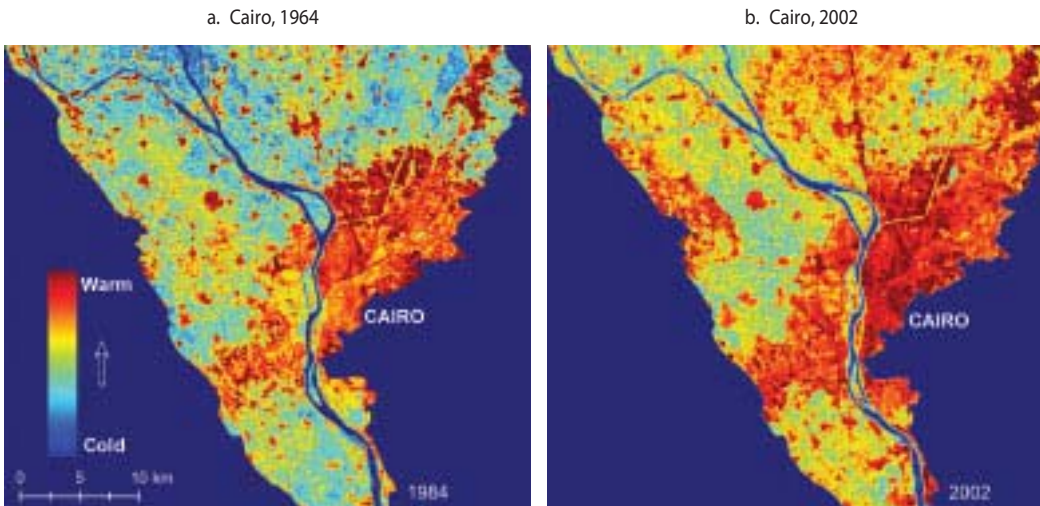 a. Cairo, 1964
b. Cairo, 2002
Warm
CAIRO
Cold
0 5 10 km
1984
CAIRO
2002